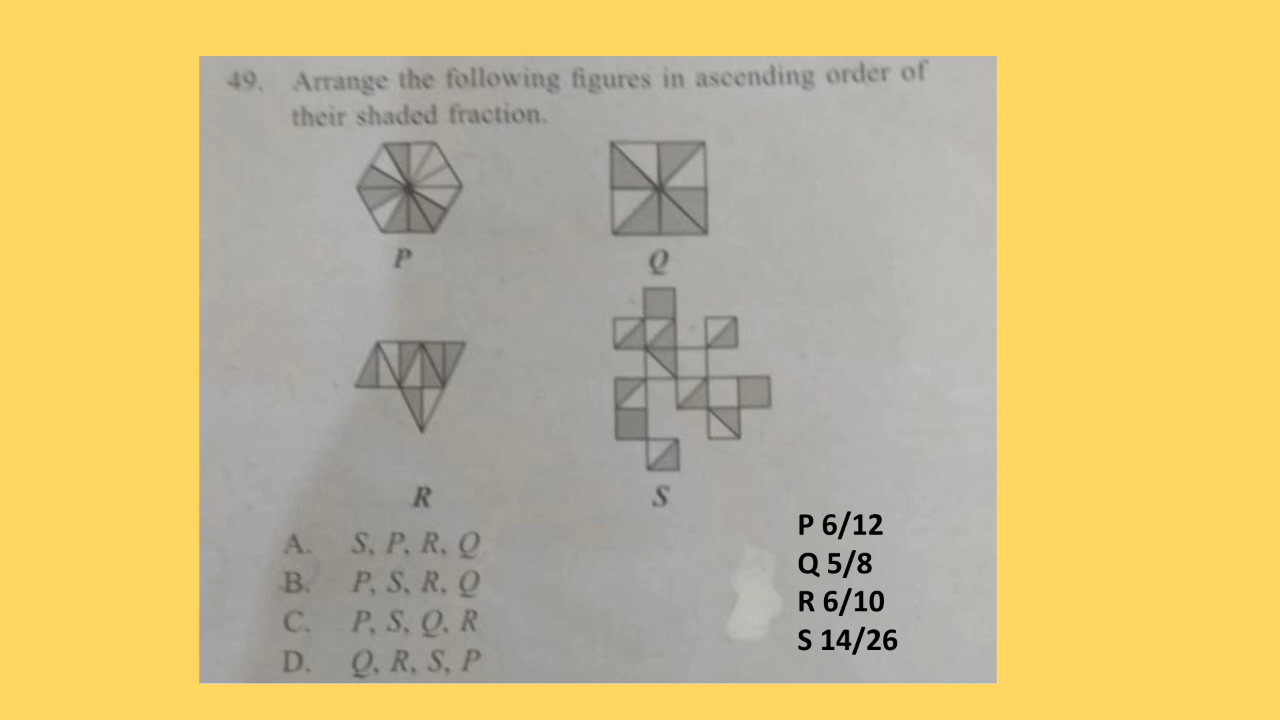 49. Arrange the following figures in ascending order of
their shaded fraction.
P
Q
R
S
A. S, P, R, Q
B. P, S, R, Q
C. P, S, Q, R
D. Q, R, S, P
P 6/12
Q 5/8
R 6/10
S 14/26